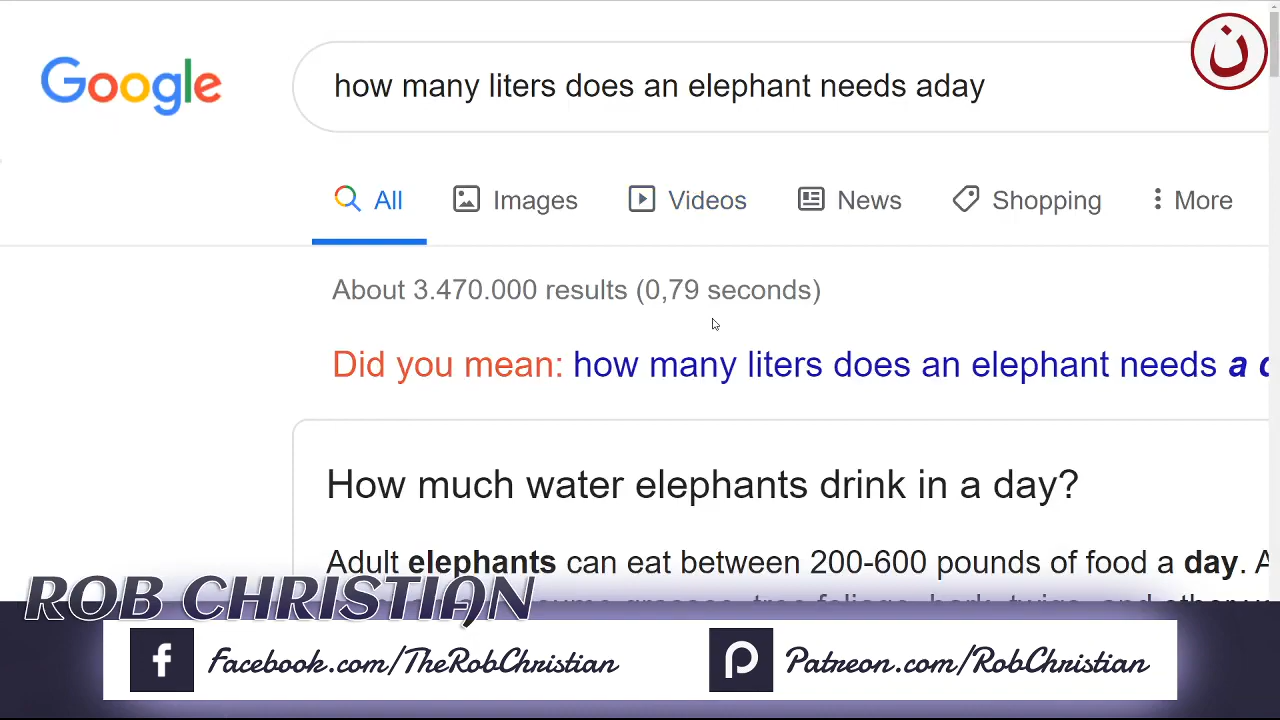 ن
Google
how many liters does an elephant needs aday
All Images Videos News Shopping More
About 3.470.000 results (0,79 seconds)
Did you mean: how many liters does an elephant needs a
How much water elephants drink in a day?
Adult elephants can eat between 200-600 pounds of food a day. A
ROB CHRISTIAN
Facebook.com/TheRobChristian
Patreon.com/RobChristian